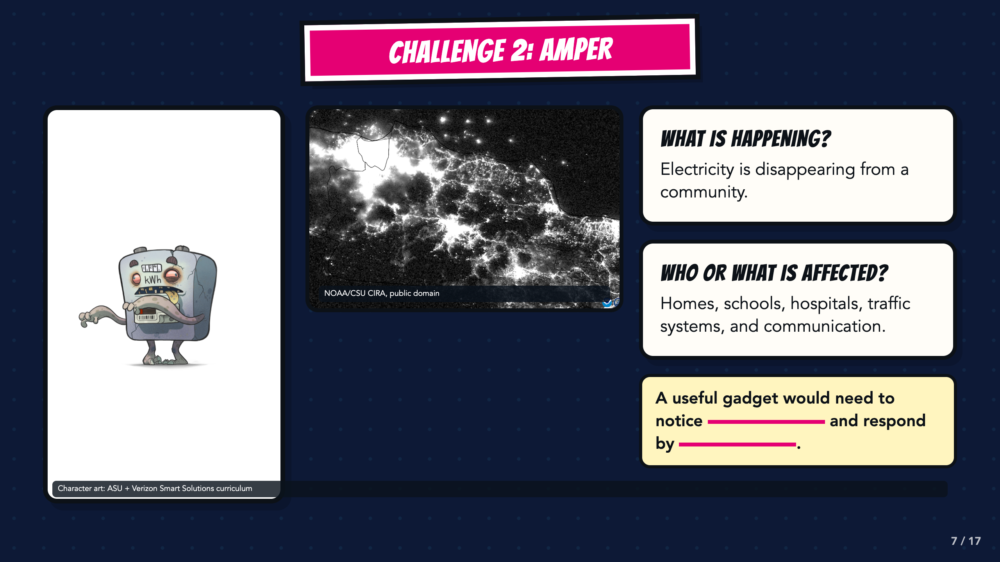 CHALLENGE 2: AMPER
kWh
NOAA/CSU CIRA, public domain
WHAT IS HAPPENING?
Electricity is disappearing from a
community.
WHO OR WHAT IS AFFECTED?
Homes, schools, hospitals, traffic
systems, and communication.
A useful gadget would need to
notice and respond
by .
Character art: ASU + Verizon Smart Solutions curriculum
7 / 17